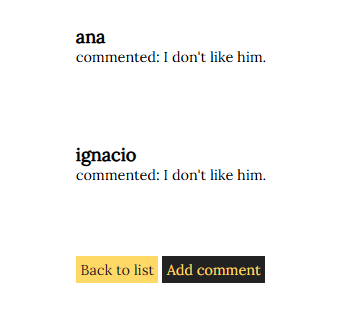 ana
commented: I don't like him.
ignacio
commented: I don't like him.
Back to list Add comment